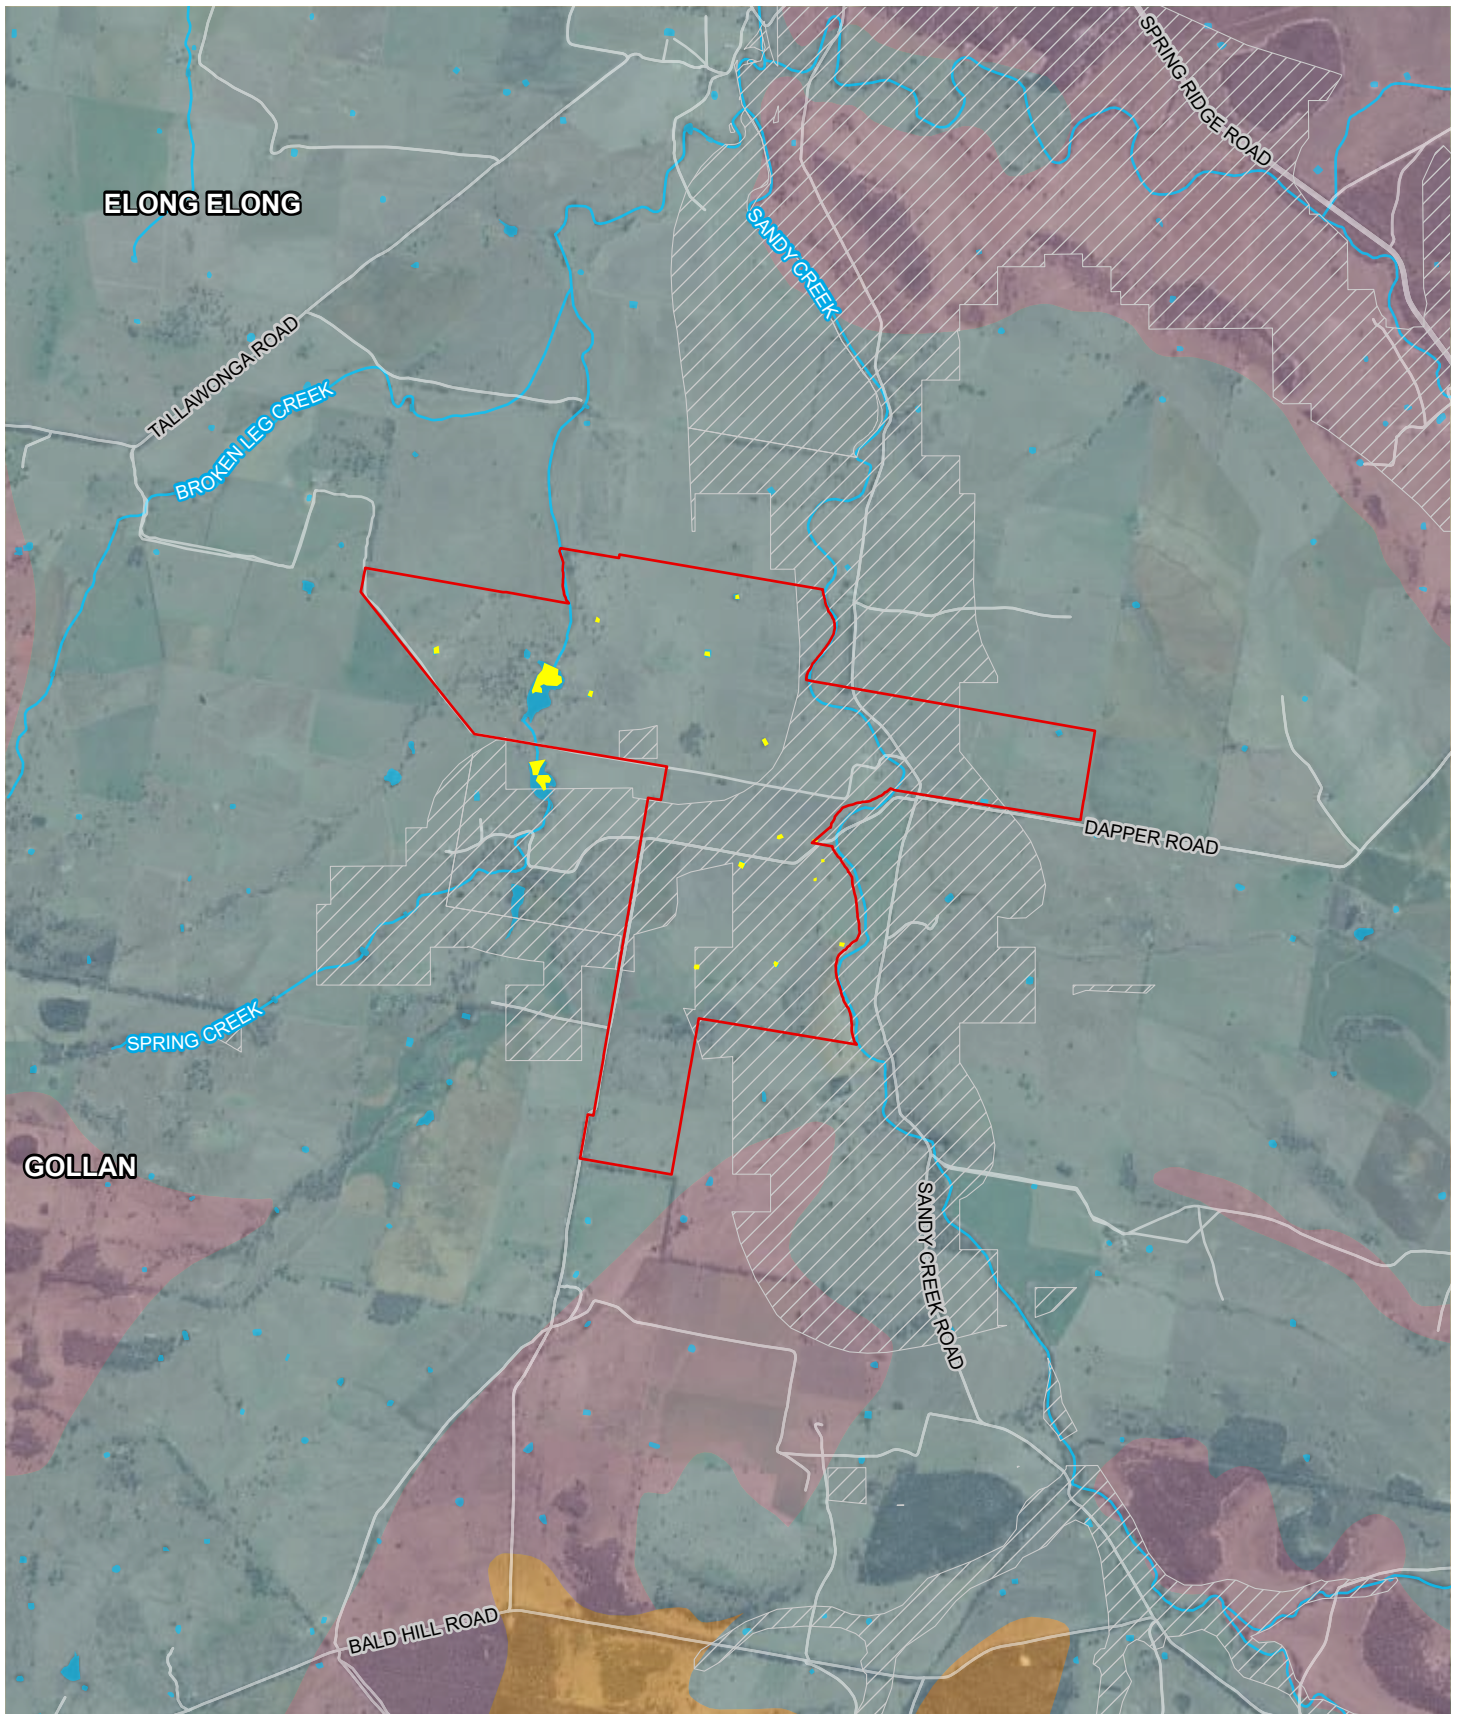 SPRING RIDGE ROAD
ELONG ELONG
SANDY CREEK
TALLAWONGA ROAD
BROKEN LEG CREEK
DAPPER ROAD
SPRING CREEK
GOLLAN
SANDY CREEK ROAD
BALD HILL ROAD